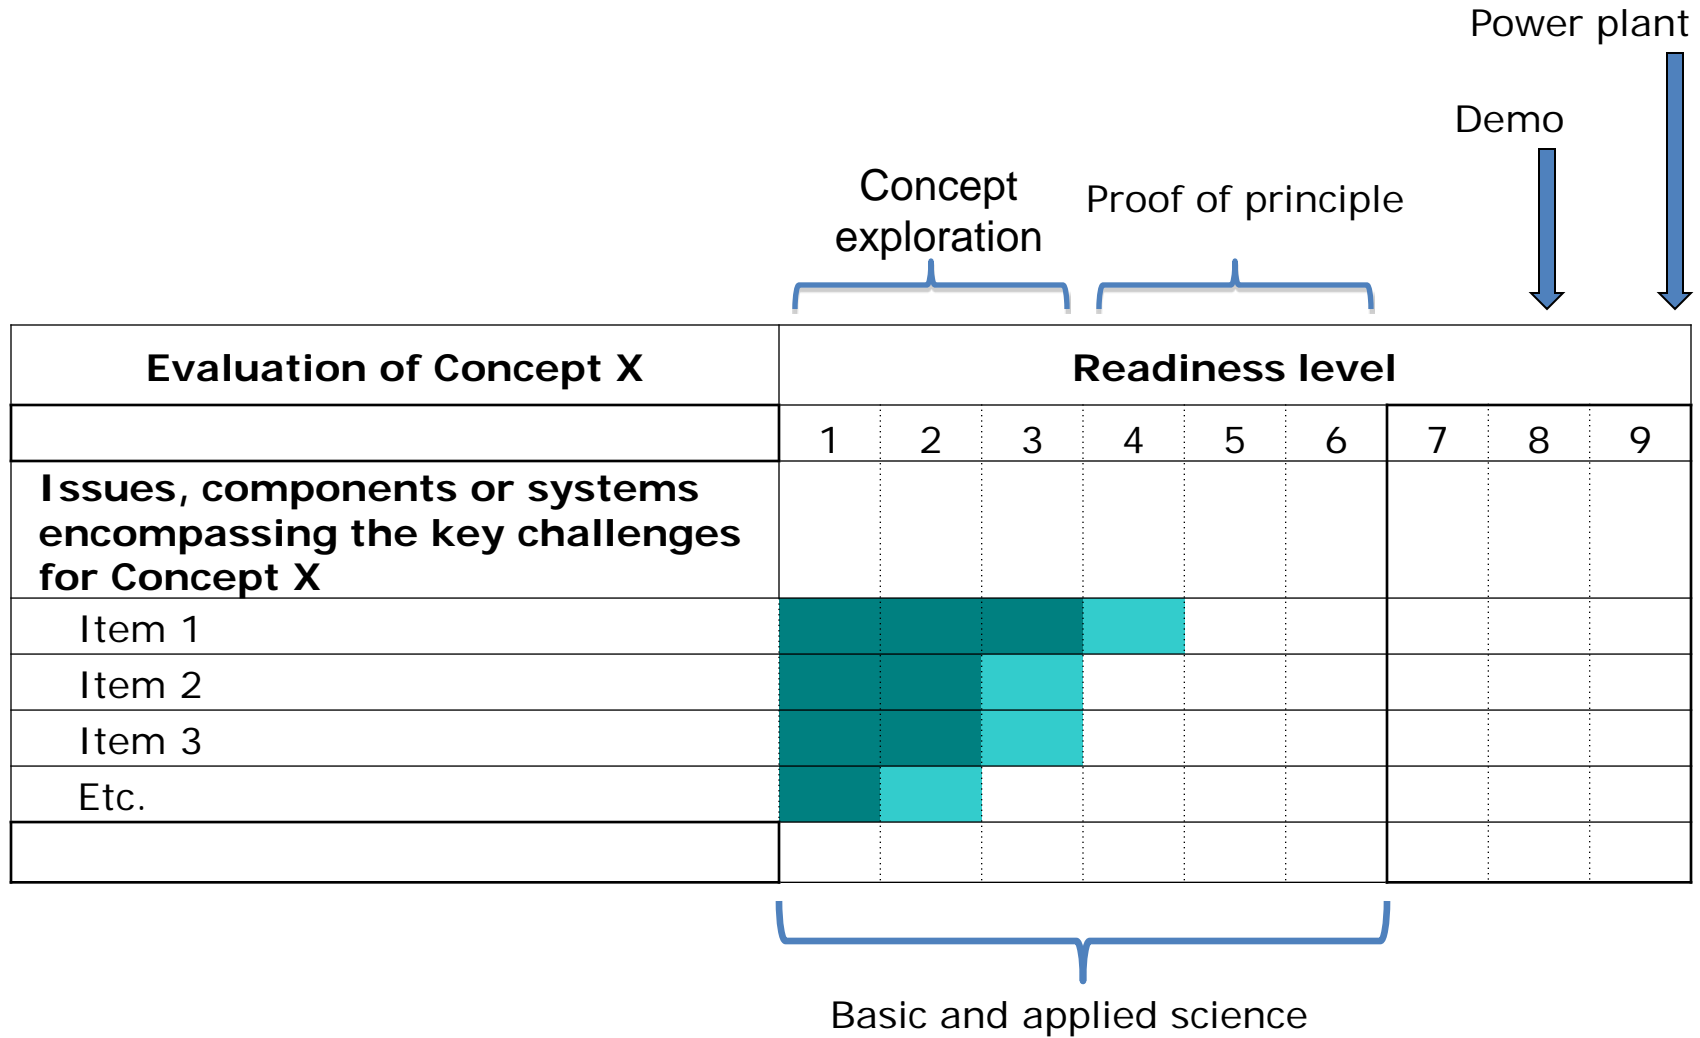 Power plant
Demo
Concept
exploration
Proof of principle
Evaluation of Concept X
Readiness level
1 2 3 4 5 6 7 8 9
Issues, components or systems
encompassing the key challenges
for Concept X
Item 1
Item 2
Item 3
Etc.
Basic and applied science